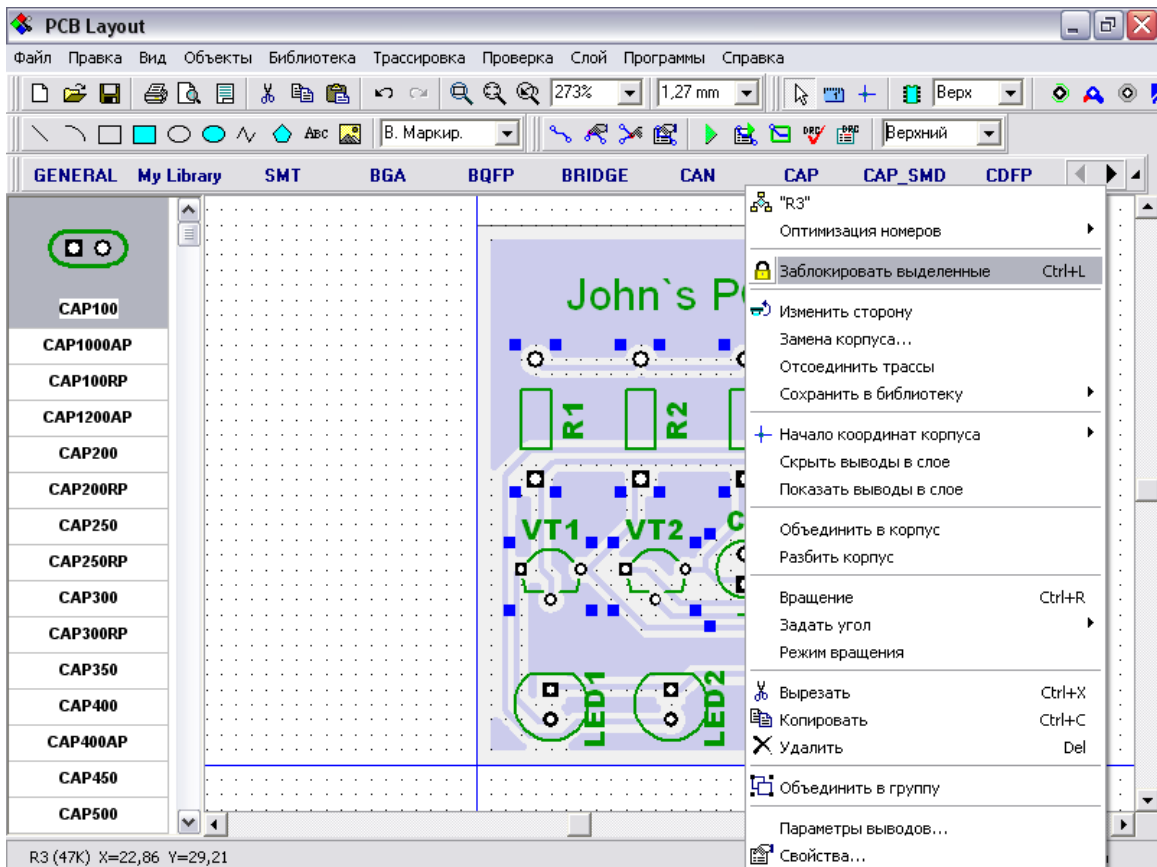 PCB Layout
Файл Правка Вид Объекты Библиотека Трассировка Проверка Слой Программы Справка
273% 1,27 mm Верх
ABC В. Маркир. DRC DRC Верхний
GENERAL My Library SMT BGA BQFP BRIDGE CAN CAP CAP_SMD CDFP
CAP100
CAP1000AP
CAP100RP
CAP1200AP
CAP200
CAP200RP
CAP250
CAP250RP
CAP300
CAP300RP
CAP350
CAP400
CAP400AP
CAP450
CAP500
John`s
R1
R2
VT1 VT2
LED1
LED2
"R3"
Оптимизация номеров
Заблокировать выделенные Ctrl+L
Изменить сторону
Замена корпуса...
Отсоединить трассы
Сохранить в библиотеку
Начало координат корпуса
Скрыть выводы в слое
Показать выводы в слое
Объединить в корпус
Разбить корпус
Вращение Ctrl+R
Задать угол
Режим вращения
Вырезать Ctrl+X
Копировать Ctrl+C
Удалить Del
Объединить в группу
Параметры выводов...
Свойства...
R3 (47K) X=22,86 Y=29,21